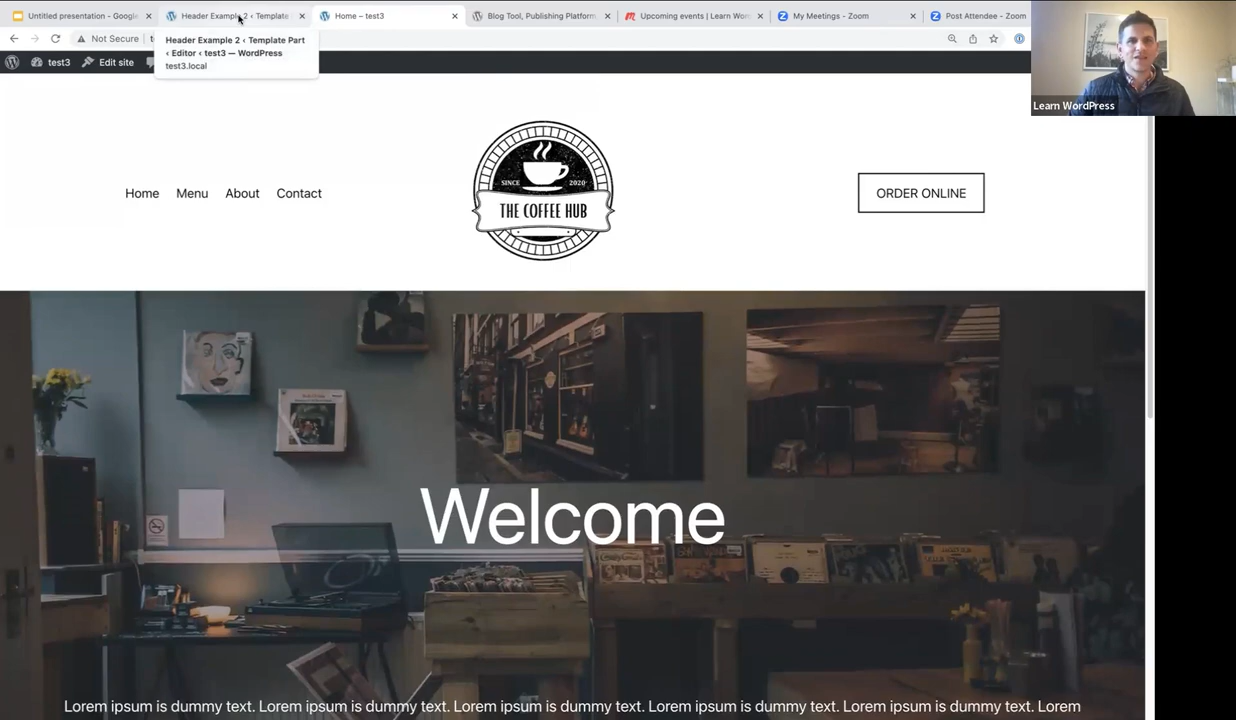 Untitled presentation - Google
Header Example 2 ‹ Template
Home – test3
Blog Tool, Publishing Platform
Upcoming events | Learn Wor
My Meetings - Zoom
Post Attendee - Zoom
Not Secure
Header Example 2 ‹ Template Part
‹ Editor ‹ test3 — WordPress
test3.local
test3
Edit site
Learn WordPress
Home Menu About Contact
SINCE 2020
THE COFFEE HUB
ORDER ONLINE
Welcome
Lorem ipsum is dummy text. Lorem ipsum is dummy text. Lorem ipsum is dummy text. Lorem ipsum is dummy text. Lorem ipsum is dummy text. Lorem